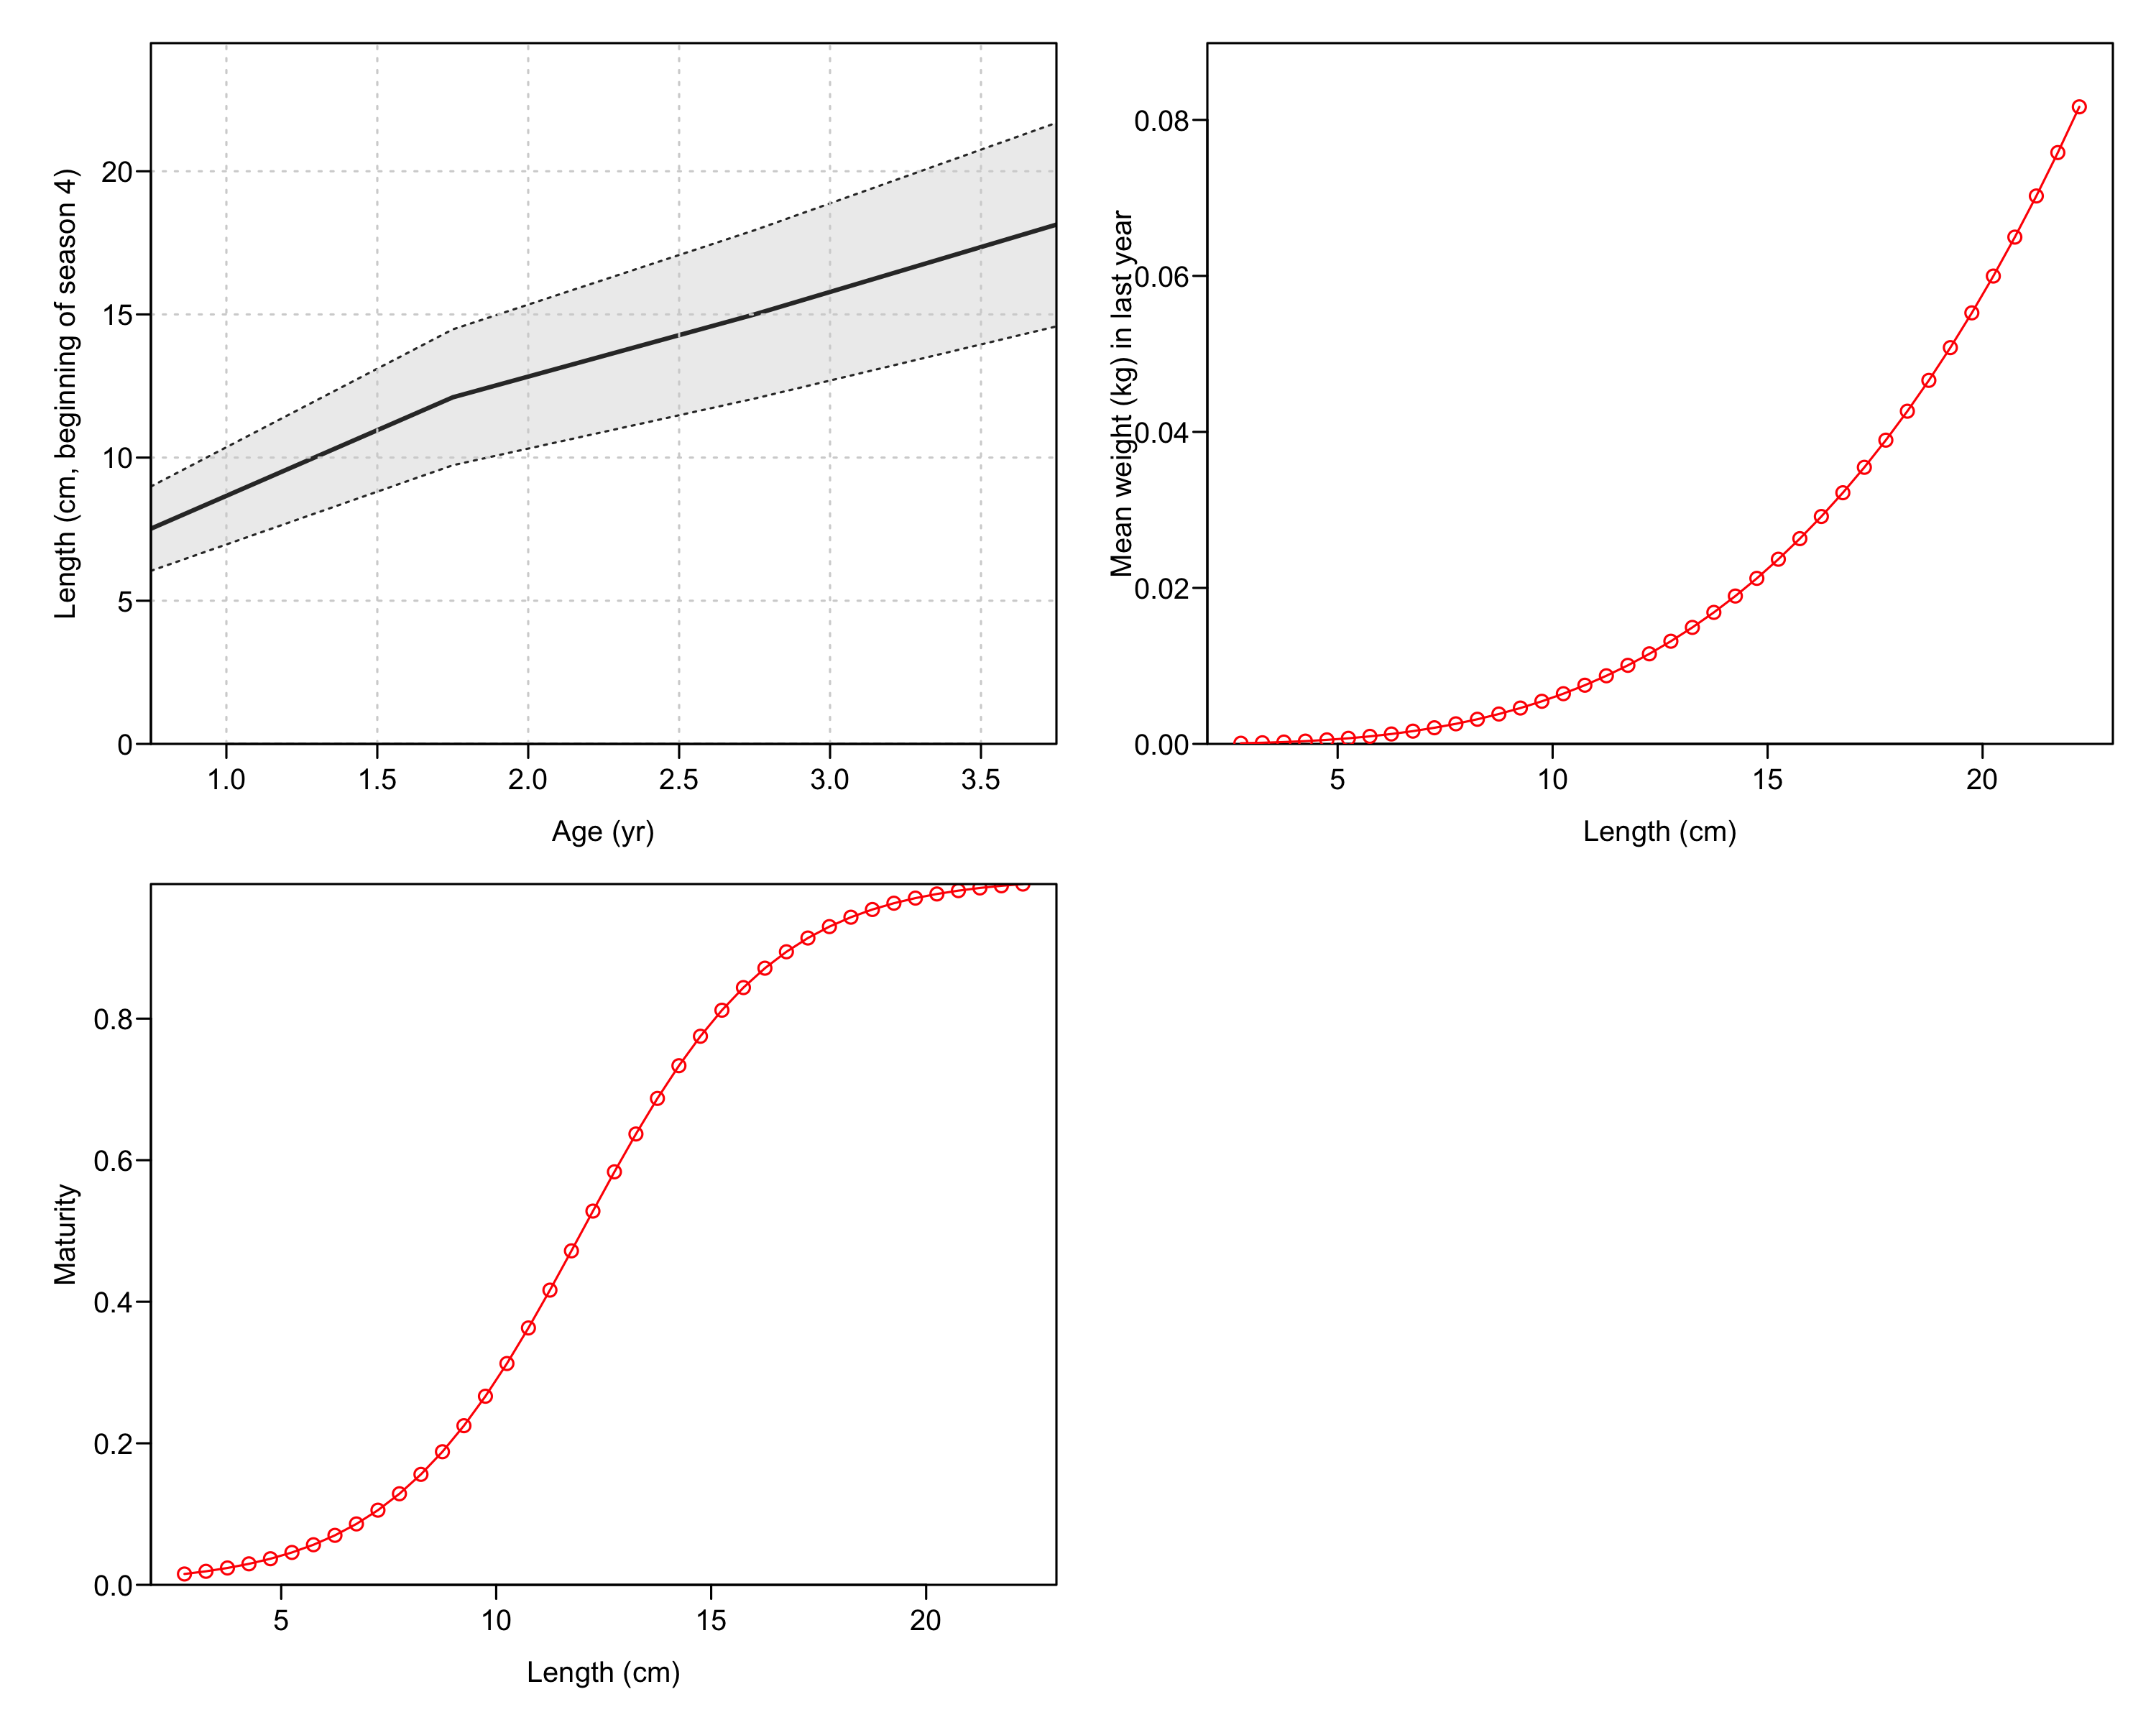 Length (cm, beginning of season 4)
20
15
10
5
0
1.0 1.5 2.0 2.5 3.0 3.5
Age (yr)
Mean weight (kg) in last year
0.08
0.06
0.04
0.02
0.00
5 10 15 20
Length (cm)
Maturity
0.8
0.6
0.4
0.2
0.0
5 10 15 20
Length (cm)